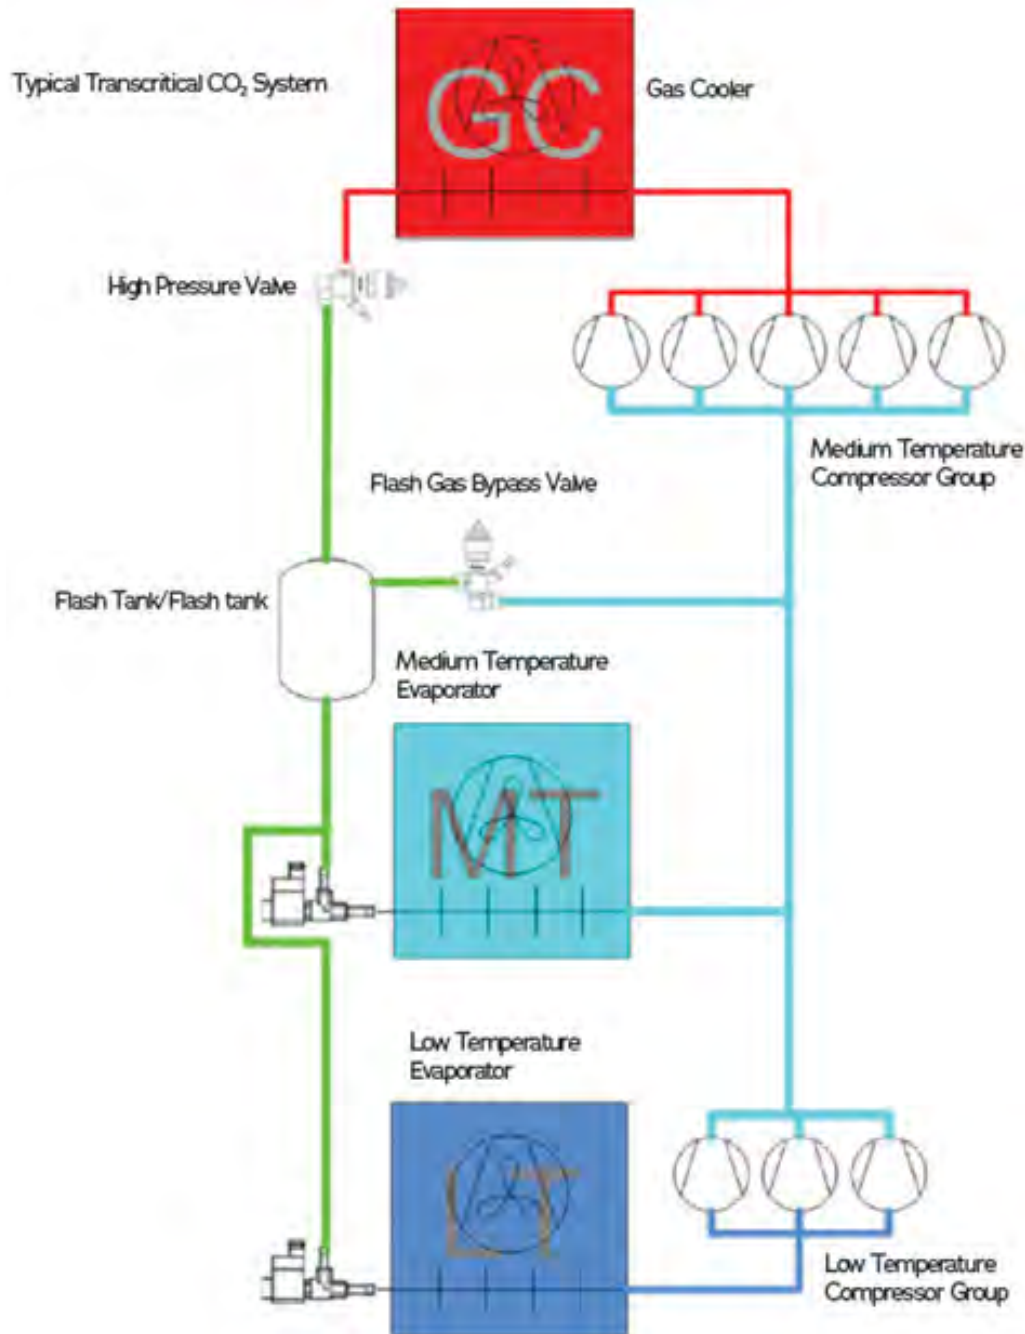 Typical Transcritical CO₂ System
GC
Gas Cooler
High Pressure Valve
Medium Temperature
Compressor Group
Flash Gas Bypass Valve
Flash Tank/Flash tank
Medium Temperature
Evaporator
MT
Low Temperature
Evaporator
LT
Low Temperature
Compressor Group